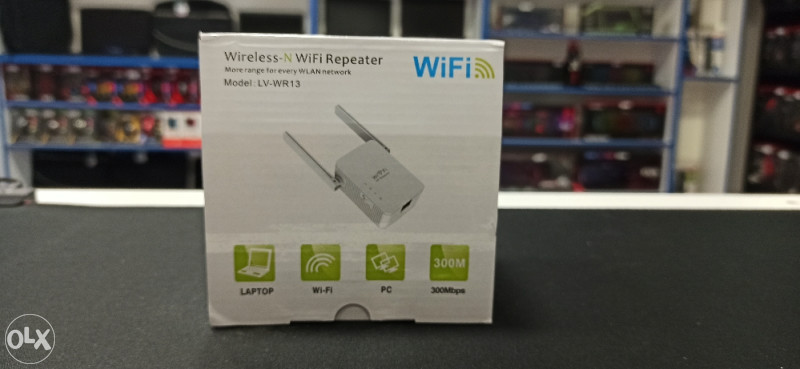 Wireless-N WiFi Repeater
More range for every WLAN network
Model: LV-WR13
WiFi
WiFi
LAPTOP
Wi-Fi
PC
300M
300Mbps
OLX